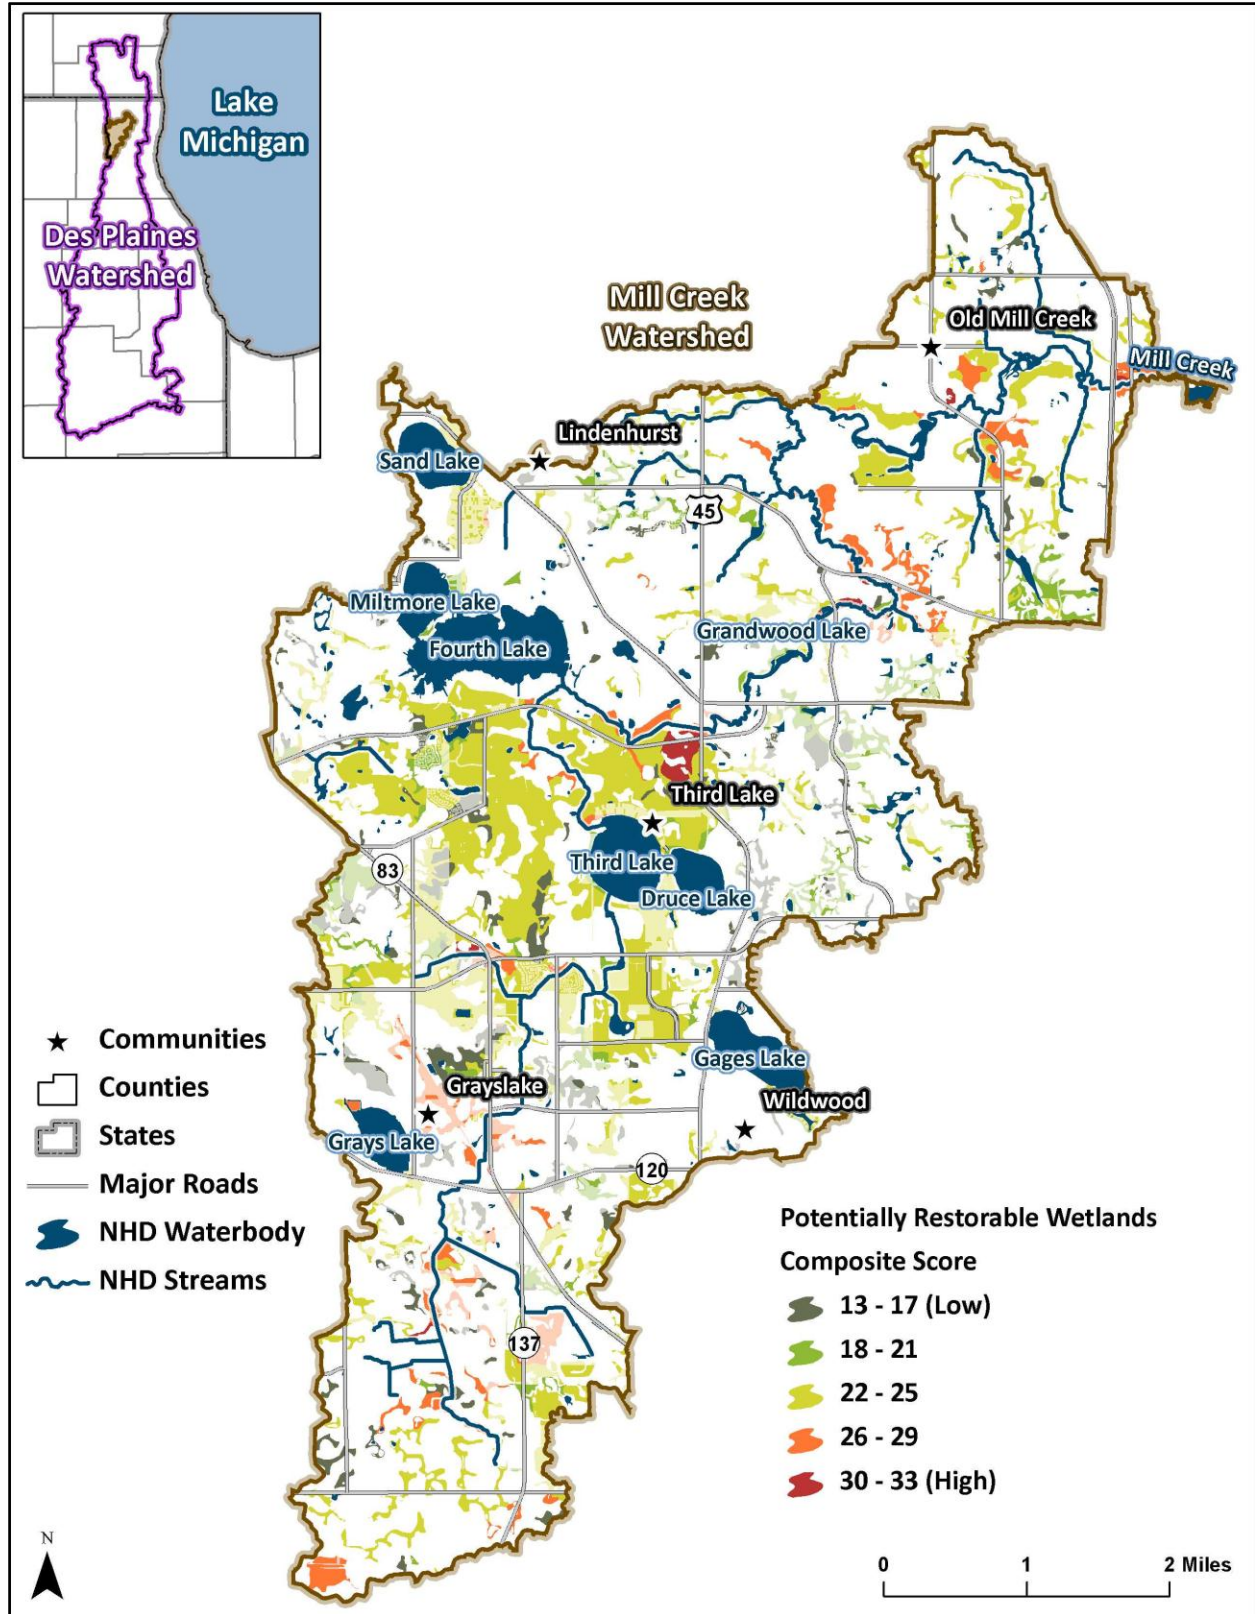 Lake
Michigan
Des Plaines
Watershed
Mill Creek
Watershed
Old Mill Creek
Mill Creek
Lindenhurst
Sand Lake
45
Miltmore Lake
Grandwood Lake
Fourth Lake
Third Lake
Third Lake
83
Druce Lake
Gages Lake
Grayslake
Wildwood
Grays Lake
120
137
Communities
Counties
States
Major Roads
NHD Waterbody
NHD Streams
Potentially Restorable Wetlands
Composite Score
13 - 17 (Low)
18 - 21
22 - 25
26 - 29
30 - 33 (High)
N
0 1 2 Miles